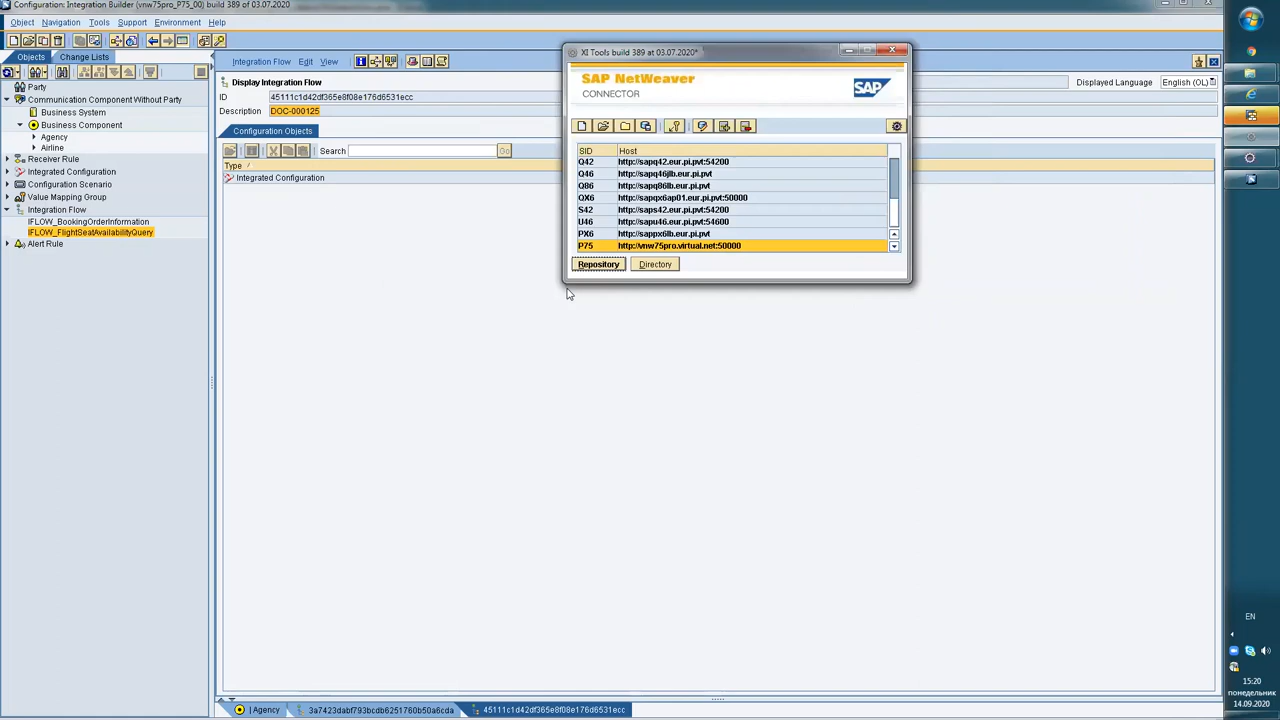 Configuration: Integration Builder (vnw75pro_P75_00) build 389 of 03.07.2020
Object Navigation Tools Support Environment Help
Objects Change Lists
Party
Communication Component Without Party
Business System
Business Component
Agency
Airline
Receiver Rule
Integrated Configuration
Configuration Scenario
Value Mapping Group
Integration Flow
IFLOW_BookingOrderInformation
IFLOW_FlightSeatAvailabilityQuery
Alert Rule
Integration Flow Edit View
Display Integration Flow
Displayed Language English (OL)
ID 45111c1d42df365e8f08e176d6531ecc
Description DOC-000125
Configuration Objects
Search Go
Type
Integrated Configuration
XI Tools build 389 at 03.07.2020*
SAP NetWeaver
CONNECTOR
SAP
SID Host
Q42 http://sapq42.eur.pi.pvt:54200
Q46 http://sapq46jlb.eur.pi.pvt
Q86 http://sapq86lb.eur.pi.pvt
QX6 http://sapqx6ap01.eur.pi.pvt:50000
S42 http://saps42.eur.pi.pvt:54200
U46 http://sapu46.eur.pi.pvt:54600
PX6 http://sappx6lb.eur.pi.pvt
P75 http://vnw75pro.virtual.net:50000
Repository Directory
| Agency 3a7423dabf793bcdb6251760b50a6cda 45111c1d42df365e8f08e176d6531ecc
EN
15:20
понедельник
14.09.2020